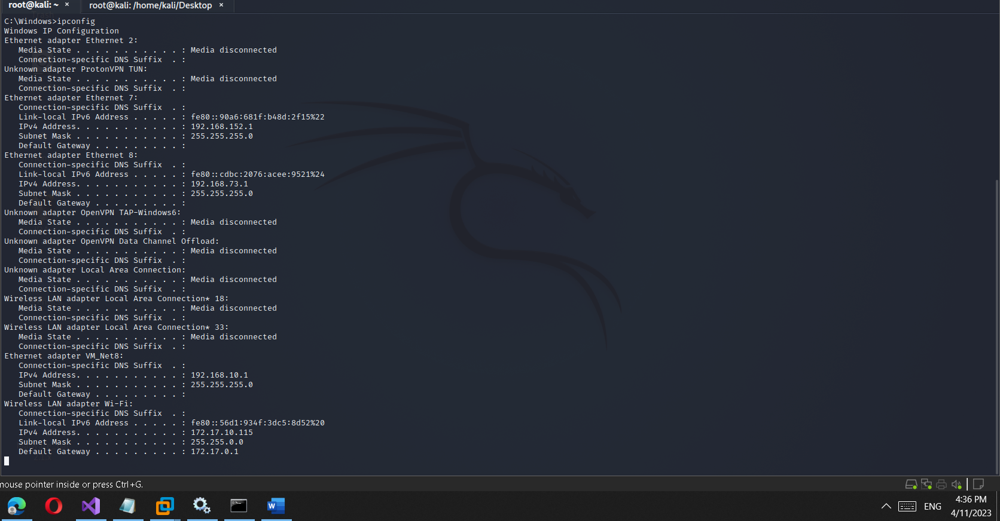 root@kali: ~ ×
root@kali: /home/kali/Desktop ×
C:\Windows>ipconfig
Windows IP Configuration
Ethernet adapter Ethernet 2:
   Media State . . . . . . . . . . . : Media disconnected
   Connection-specific DNS Suffix  . :
Unknown adapter ProtonVPN TUN:
   Media State . . . . . . . . . . . : Media disconnected
   Connection-specific DNS Suffix  . :
Ethernet adapter Ethernet 7:
   Connection-specific DNS Suffix  . :
   Link-local IPv6 Address . . . . . : fe80::90a6:681f:b48d:2f15%22
   IPv4 Address. . . . . . . . . . . : 192.168.152.1
   Subnet Mask . . . . . . . . . . . : 255.255.255.0
   Default Gateway . . . . . . . . . :
Ethernet adapter Ethernet 8:
   Connection-specific DNS Suffix  . :
   Link-local IPv6 Address . . . . . : fe80::cdbc:2076:acee:9521%24
   IPv4 Address. . . . . . . . . . . : 192.168.73.1
   Subnet Mask . . . . . . . . . . . : 255.255.255.0
   Default Gateway . . . . . . . . . :
Unknown adapter OpenVPN TAP-Windows6:
   Media State . . . . . . . . . . . : Media disconnected
   Connection-specific DNS Suffix  . :
Unknown adapter OpenVPN Data Channel Offload:
   Media State . . . . . . . . . . . : Media disconnected
   Connection-specific DNS Suffix  . :
Unknown adapter Local Area Connection:
   Media State . . . . . . . . . . . : Media disconnected
   Connection-specific DNS Suffix  . :
Wireless LAN adapter Local Area Connection* 18:
   Media State . . . . . . . . . . . : Media disconnected
   Connection-specific DNS Suffix  . :
Wireless LAN adapter Local Area Connection* 33:
   Media State . . . . . . . . . . . : Media disconnected
   Connection-specific DNS Suffix  . :
Ethernet adapter VM_Net8:
   Connection-specific DNS Suffix  . :
   IPv4 Address. . . . . . . . . . . : 192.168.10.1
   Subnet Mask . . . . . . . . . . . : 255.255.255.0
   Default Gateway . . . . . . . . . :
Wireless LAN adapter Wi-Fi:
   Connection-specific DNS Suffix  . :
   Link-local IPv6 Address . . . . . : fe80::56d1:934f:3dc5:8d52%20
   IPv4 Address. . . . . . . . . . . : 172.17.10.115
   Subnet Mask . . . . . . . . . . . : 255.255.0.0
   Default Gateway . . . . . . . . . : 172.17.0.1
mouse pointer inside or press Ctrl+G.
W
ENG
4:36 PM
4/11/2023